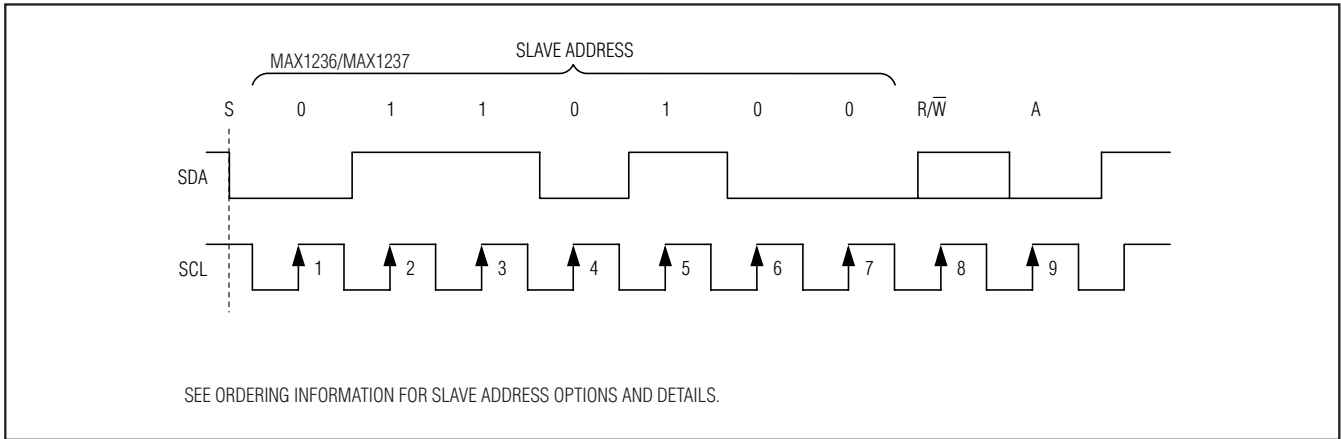 SLAVE ADDRESS
MAX1236/MAX1237
S 0 1 1 0 1 0 0 R/W̅ A
SDA
SCL 1 2 3 4 5 6 7 8 9
SEE ORDERING INFORMATION FOR SLAVE ADDRESS OPTIONS AND DETAILS.